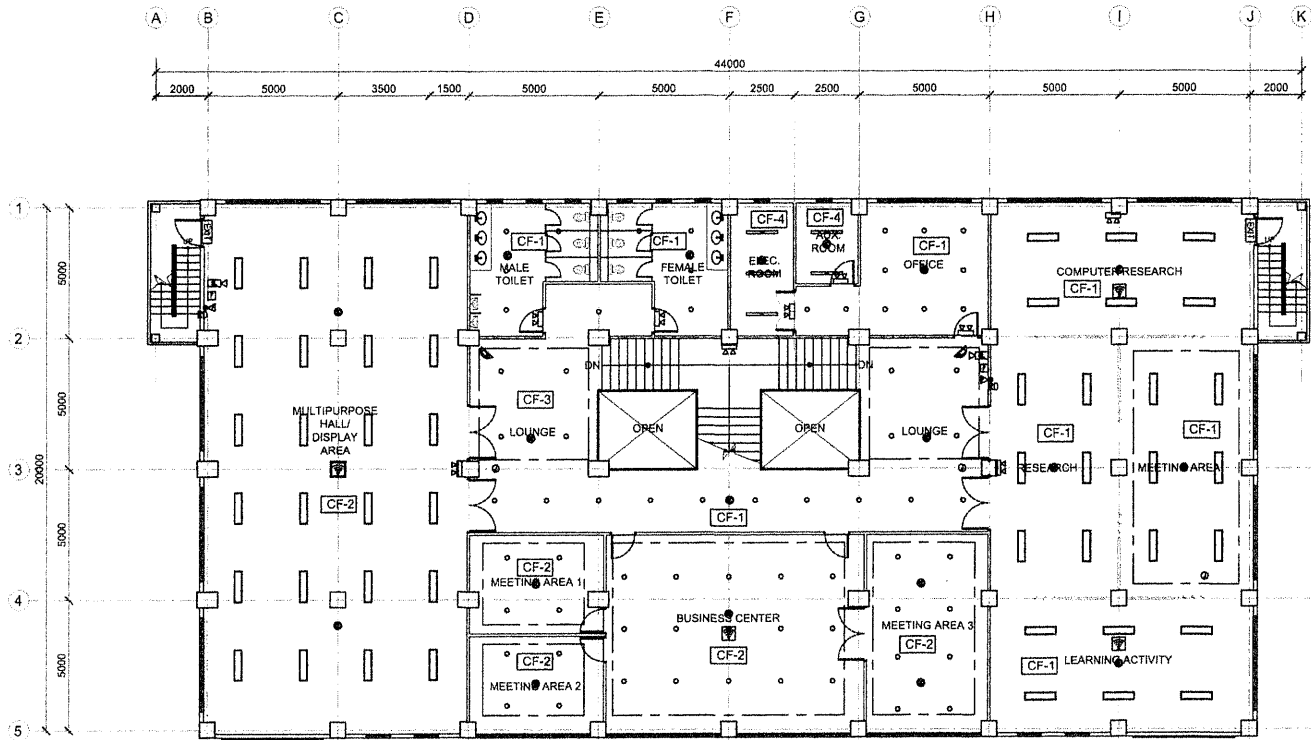 A B C D E F G H I J K
44000
2000 5000 3500 1500 5000 5000 2500 2500 5000 5000 5000 2000
1
CF-4
CF-4
EXIT
UP
CF-1
CF-1
AUX.
ROOM
CF-1
EXIT
UP
5000
MALE
TOILET
FEMALE
TOILET
ELEC.
ROOM
OFFICE
COMPUTER RESEARCH
CF-1
2
DN
DN
CF-3
5000
MULTIPURPOSE
HALL/
DISPLAY
AREA
LOUNGE
OPEN
OPEN
LOUNGE
CF-1
CF-1
20000
3
RESEARCH
MEETING AREA
CF-2
CF-1
5000
CF-2
MEETING AREA 1
4
BUSINESS CENTER
MEETING AREA 3
CF-2
CF-2
CF-2
5000
MEETING AREA 2
CF-1
LEARNING ACTIVITY
5